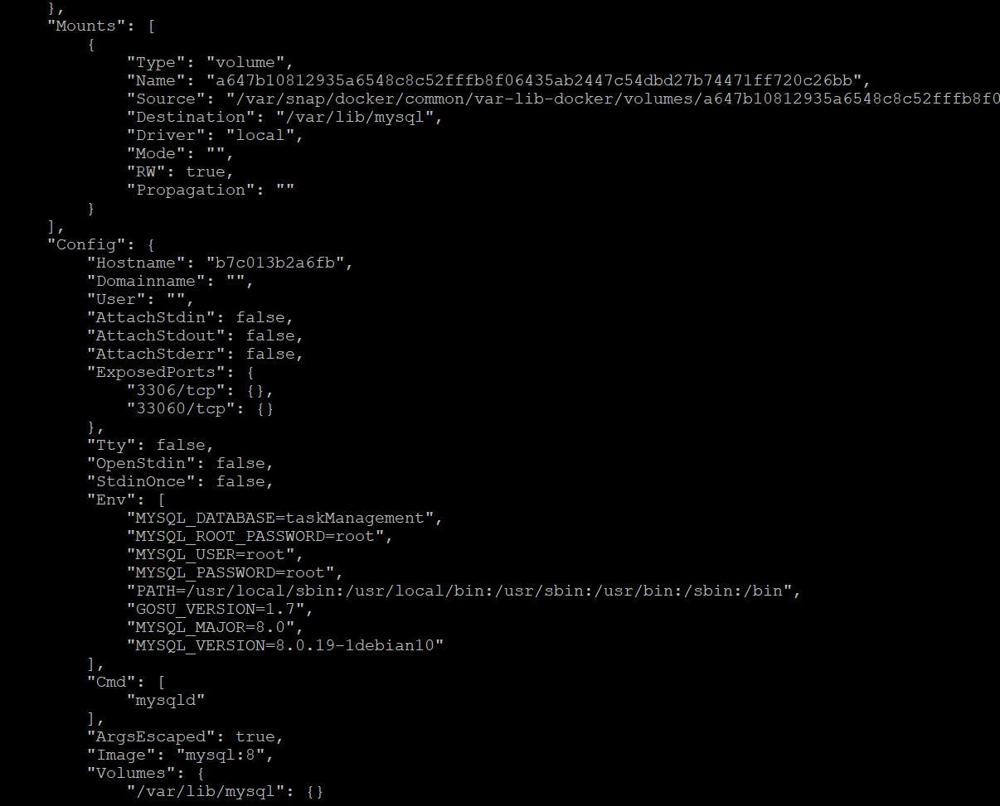 },
"Mounts": [
{
"Type": "volume",
"Name": "a647b10812935a6548c8c52fffb8f06435ab2447c54dbd27b74471ff720c26bb",
"Source": "/var/snap/docker/common/var-lib-docker/volumes/a647b10812935a6548c8c52fffb8f0
"Destination": "/var/lib/mysql",
"Driver": "local",
"Mode": "",
"RW": true,
"Propagation": ""
}
],
"Config": {
"Hostname": "b7c013b2a6fb",
"Domainname": "",
"User": "",
"AttachStdin": false,
"AttachStdout": false,
"AttachStderr": false,
"ExposedPorts": {
"3306/tcp": {},
"33060/tcp": {}
},
"Tty": false,
"OpenStdin": false,
"StdinOnce": false,
"Env": [
"MYSQL_DATABASE=taskManagement",
"MYSQL_ROOT_PASSWORD=root",
"MYSQL_USER=root",
"MYSQL_PASSWORD=root",
"PATH=/usr/local/sbin:/usr/local/bin:/usr/sbin:/usr/bin:/sbin:/bin",
"GOSU_VERSION=1.7",
"MYSQL_MAJOR=8.0",
"MYSQL_VERSION=8.0.19-1debian10"
],
"Cmd": [
"mysqld"
],
"ArgsEscaped": true,
"Image": "mysql:8",
"Volumes": {
"/var/lib/mysql": {}